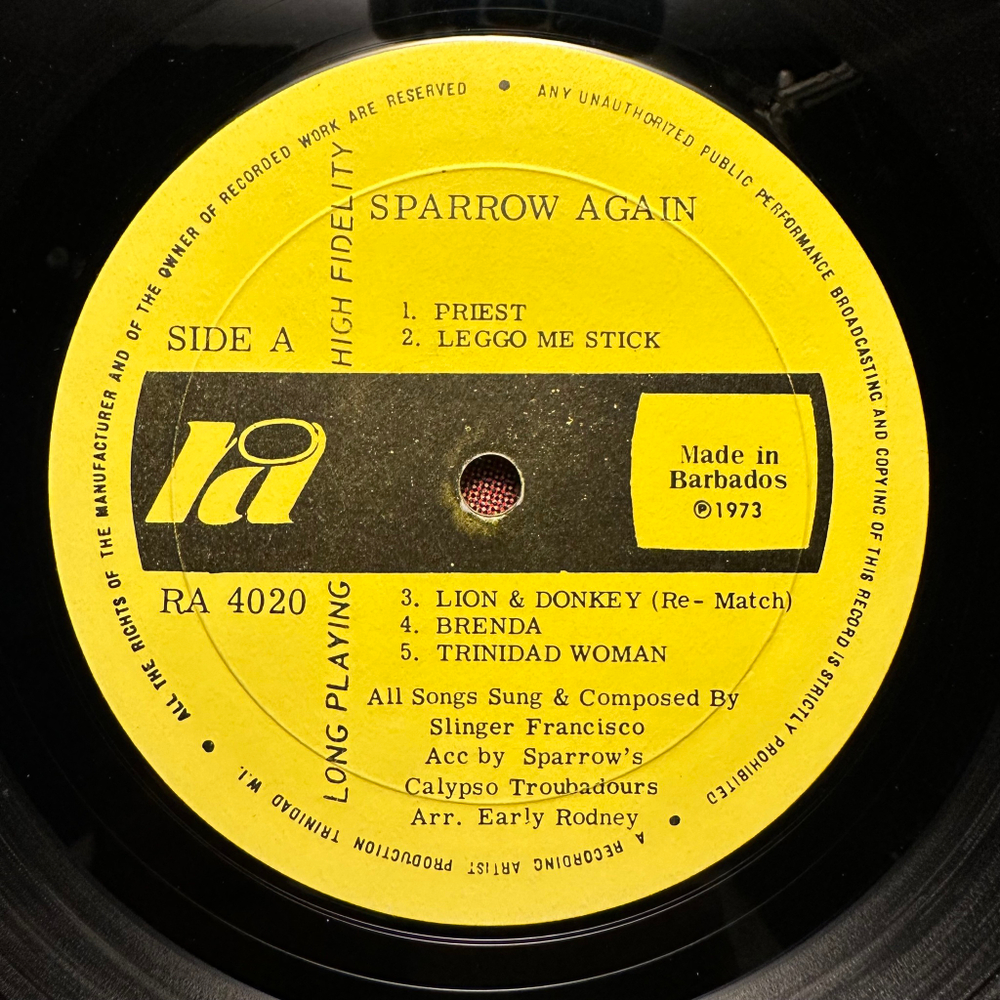 ALL THE RIGHTS OF THE MANUFACTURER AND OF THE OWNER OF RECORDED WORK ARE RESERVED • ANY UNAUTHORIZED PUBLIC PERFORMANCE BROADCASTING AND COPYING OF THIS RECORD IS STRICTLY PROHIBITED
SPARROW AGAIN
HIGH FIDELITY
1. PRIEST
2. LEGGO ME STICK
SIDE A
ra
Made in
Barbados
℗1973
RA 4020
LONG PLAYING
3. LION & DONKEY (Re- Match)
4. BRENDA
5. TRINIDAD WOMAN
All Songs Sung & Composed By
Slinger Francisco
Acc by Sparrow's
Calypso Troubadours
Arr. Early Rodney
• A RECORDING ARTIST PRODUCTION TRINIDAD W.I. •